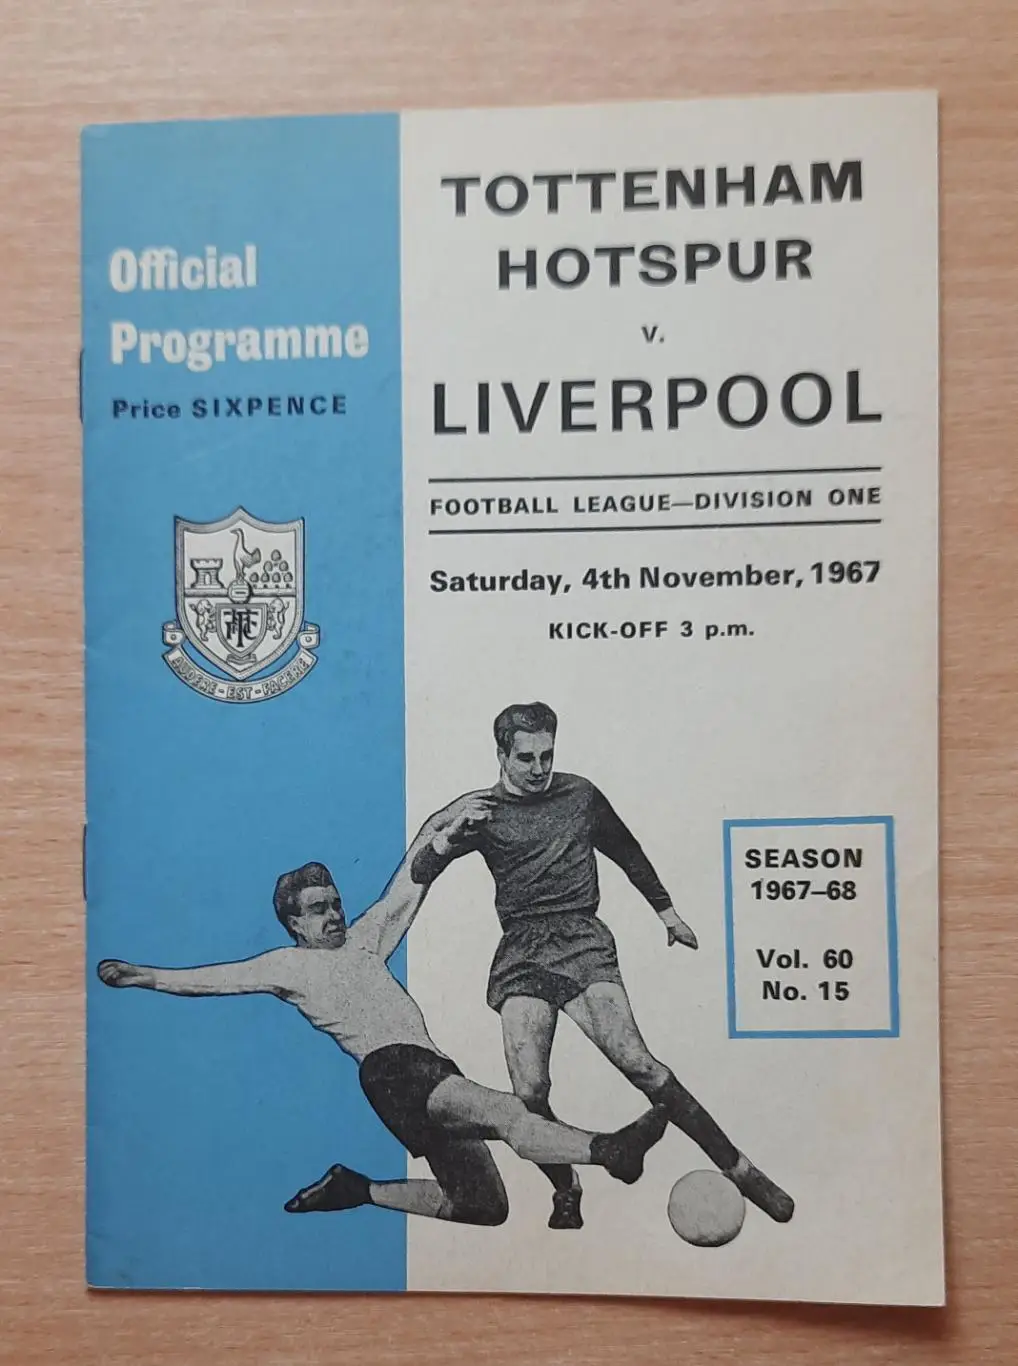 Official
Programme
Price SIXPENCE
AUDERE-EST-FACERE
TOTTENHAM
HOTSPUR
v.
LIVERPOOL
FOOTBALL LEAGUE—DIVISION ONE
Saturday, 4th November, 1967
KICK-OFF 3 p.m.
SEASON
1967-68
Vol. 60
No. 15